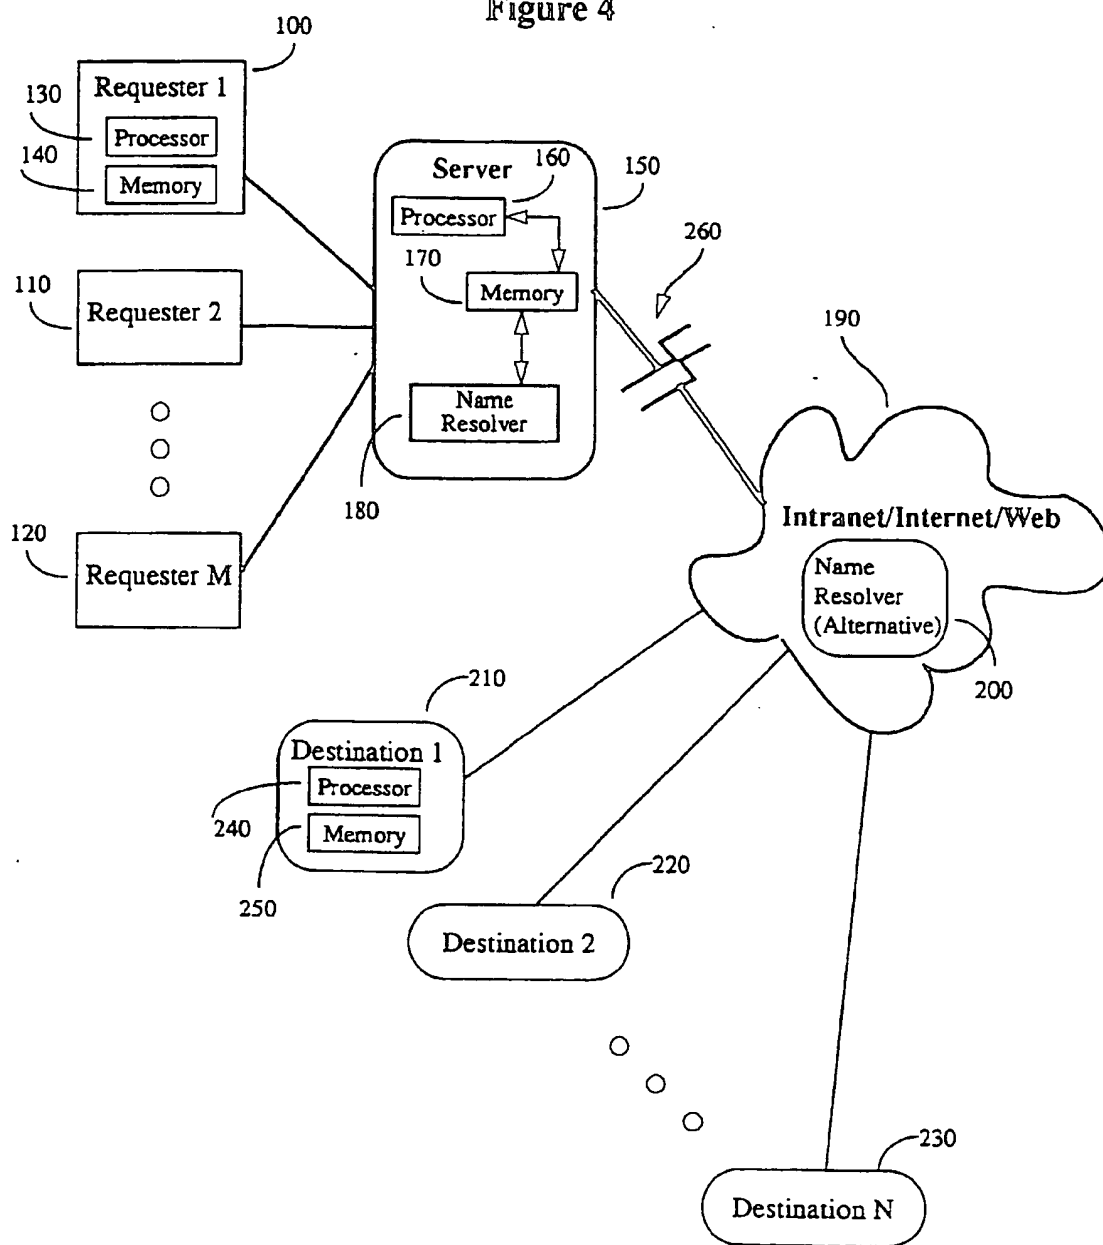 Figure 4
100
Requester 1
130
Processor
140
Memory
Server
160
150
Processor
260
170
Memory
110
Requester 2
190
Name
Resolver
180
Intranet/Internet/Web
120
Requester M
Name
Resolver
(Alternative)
200
210
Destination 1
Processor
240
Memory
250
220
Destination 2
230
Destination N